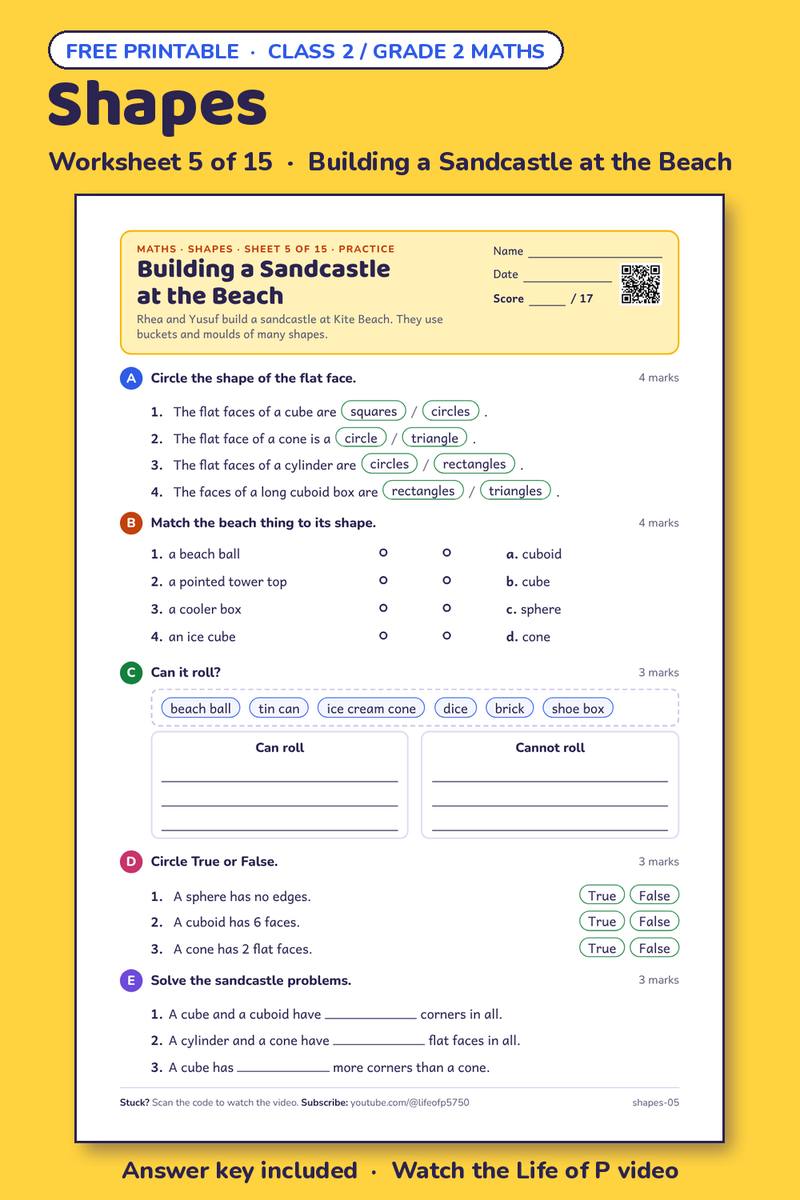 FREE PRINTABLE · CLASS 2 / GRADE 2 MATHS
Shapes
Worksheet 5 of 15 · Building a Sandcastle at the Beach
MATHS · SHAPES · SHEET 5 OF 15 · PRACTICE
Building a Sandcastle
at the Beach
Rhea and Yusuf build a sandcastle at Kite Beach. They use
buckets and moulds of many shapes.
Name
Date
Score / 17
A Circle the shape of the flat face. 4 marks
1. The flat faces of a cube are squares / circles .
2. The flat face of a cone is a circle / triangle .
3. The flat faces of a cylinder are circles / rectangles .
4. The faces of a long cuboid box are rectangles / triangles .
B Match the beach thing to its shape. 4 marks
1. a beach ball a. cuboid
2. a pointed tower top b. cube
3. a cooler box c. sphere
4. an ice cube d. cone
C Can it roll? 3 marks
beach ball tin can ice cream cone dice brick shoe box
Can roll Cannot roll
D Circle True or False. 3 marks
1. A sphere has no edges. True False
2. A cuboid has 6 faces. True False
3. A cone has 2 flat faces. True False
E Solve the sandcastle problems. 3 marks
1. A cube and a cuboid have ____ corners in all.
2. A cylinder and a cone have ____ flat faces in all.
3. A cube has ____ more corners than a cone.
Stuck? Scan the code to watch the video. Subscribe: youtube.com/@lifeofp5750 shapes-05
Answer key included · Watch the Life of P video